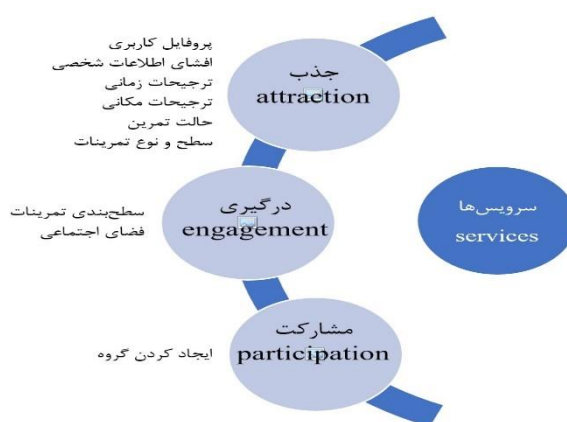 پروفایل کاربری
افشای اطلاعات شخصی
ترجیحات زمانی
ترجیحات مکانی
حالت تمرین
سطح و نوع تمرینات
جذب
attraction
سرویس‌ها
services
درگیری
engagement
سطح‌بندی تمرینات
فضای اجتماعی
مشارکت
participation
ایجاد کردن گروه